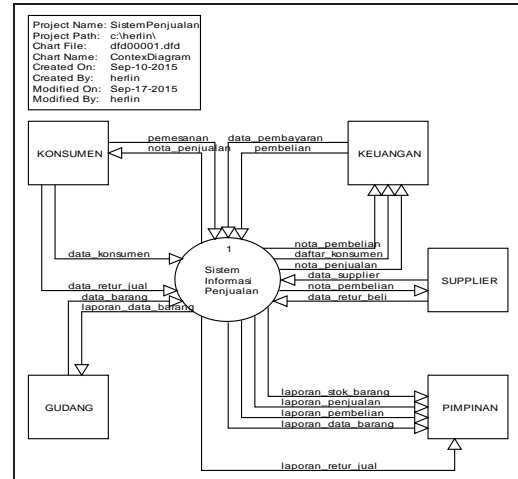 Project Name: SistemPenjualan
Project Path: c:\herlin\
Chart File: dfd00001.dfd
Chart Name: ContexDiagram
Created On: Sep-10-2015
Created By: herlin
Modified On: Sep-17-2015
Modified By: herlin
KONSUMEN
pemesanan
nota_penjualan
data_pembayaran
pembelian
KEUANGAN
data_konsumen
1
Sistem
Informasi
Penjualan
nota_pembelian
daftar_konsumen
nota_penjualan
data_supplier
nota_pembelian
data_retur_beli
SUPPLIER
data_retur_jual
data_barang
laporan_data_barang
GUDANG
laporan_stok_barang
laporan_penjualan
laporan_pembelian
laporan_data_barang
PIMPINAN
laporan_retur_jual